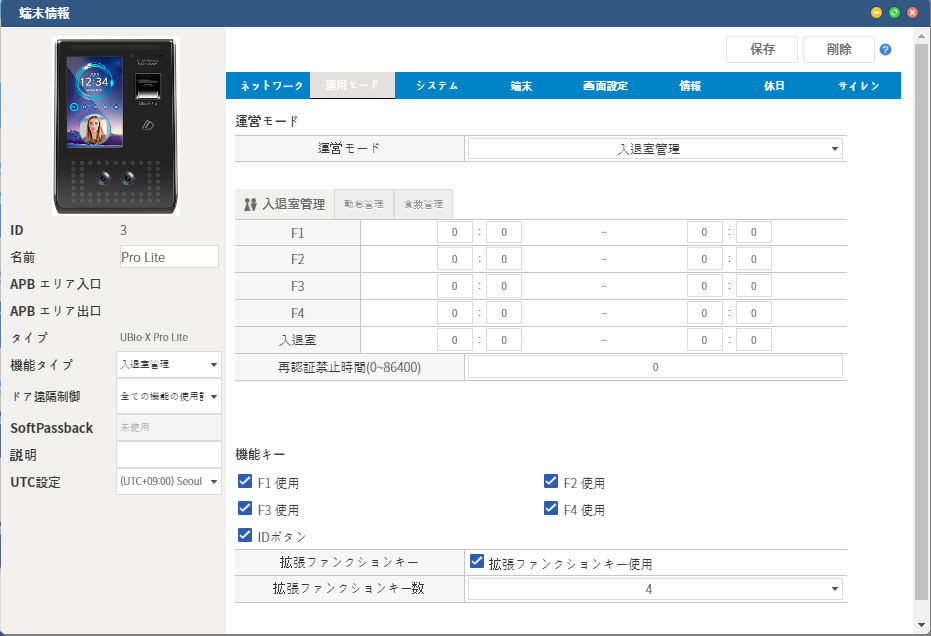 端末情報
保存 削除 ?
ネットワーク 運用モード システム 端末 画面設定 情報 休日 サイレン
12:34
UBio-X Pro
ID 3
名前 Pro Lite
APB エリア入口
APB エリア出口
タイプ UBio-X Pro Lite
機能タイプ 入退室管理
ドア遠隔制御 全ての機能の使用
SoftPassback 未使用
説明
UTC設定 (UTC+09:00) Seoul
運営モード
運営モード 入退室管理
入退室管理 勤怠管理 食数管理
F1 0 : 0 ~ 0 : 0
F2 0 : 0 ~ 0 : 0
F3 0 : 0 ~ 0 : 0
F4 0 : 0 ~ 0 : 0
入退室 0 : 0 ~ 0 : 0
再認証禁止時間(0~86400) 0
機能キー
F1 使用 F2 使用
F3 使用 F4 使用
IDボタン
拡張ファンクションキー 拡張ファンクションキー使用
拡張ファンクションキー数 4